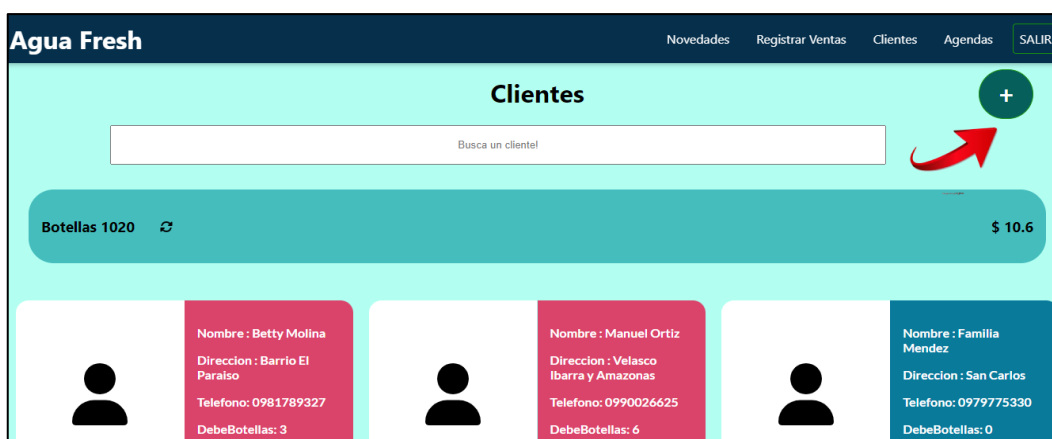 Agua Fresh
Novedades Registrar Ventas Clientes Agendas SALIR
Clientes
+
Busca un cliente!
Botellas 1020
$ 10.6
Nombre : Betty Molina
Direccion : Barrio El
Paraiso
Telefono: 0981789327
DebeBotellas: 3
Nombre : Manuel Ortiz
Direccion : Velasco
Ibarra y Amazonas
Telefono: 0990026625
DebeBotellas: 6
Nombre : Familia
Mendez
Direccion : San Carlos
Telefono: 0979775330
DebeBotellas: 0